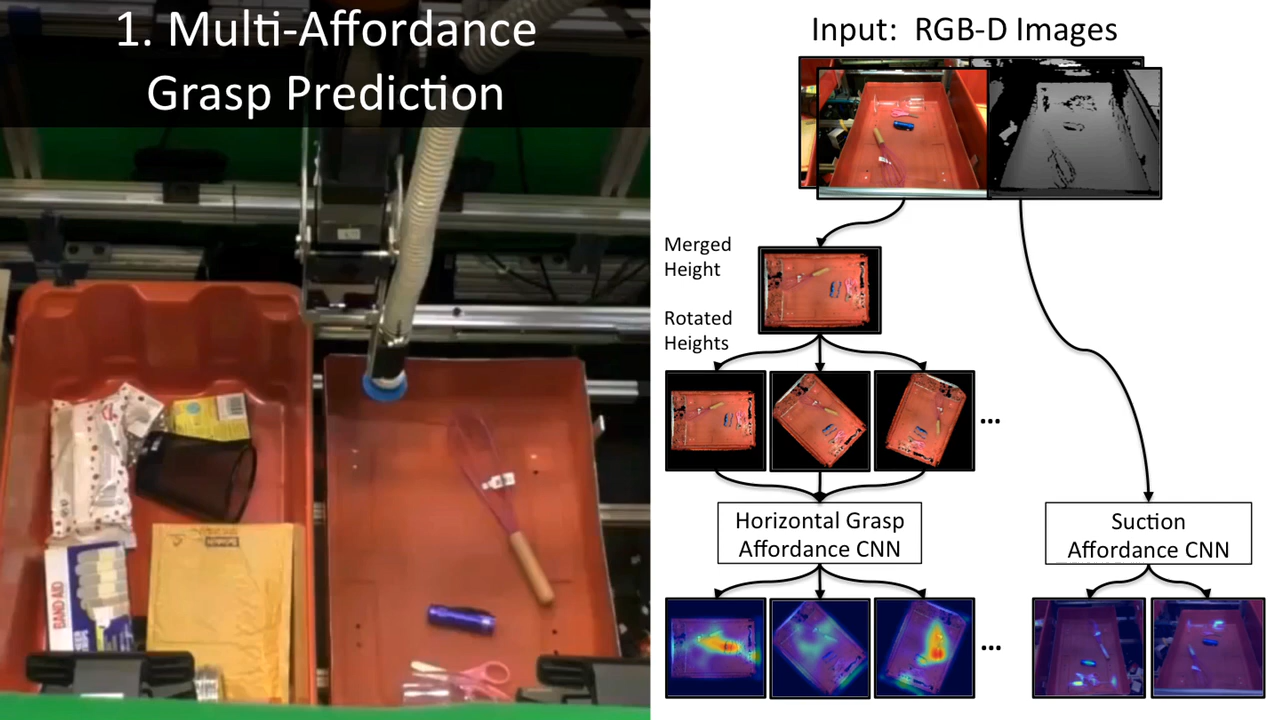 1. Multi-Affordance
Grasp Prediction
Input: RGB-D Images
Merged
Height
Rotated
Heights
...
Horizontal Grasp
Affordance CNN
Suction
Affordance CNN
...
BAND-AID